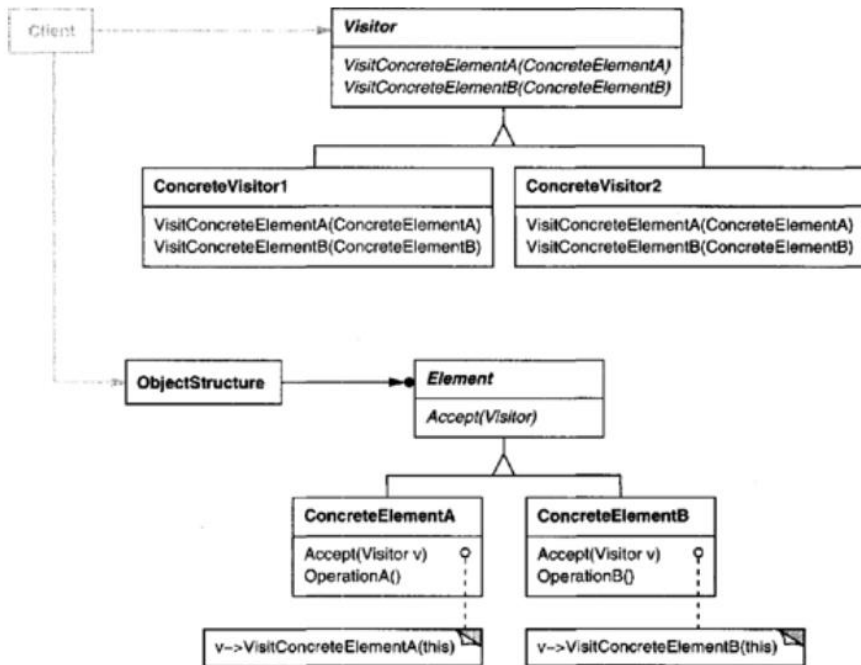 Client
Visitor
VisitConcreteElementA(ConcreteElementA)
VisitConcreteElementB(ConcreteElementB)
ConcreteVisitor1
VisitConcreteElementA(ConcreteElementA)
VisitConcreteElementB(ConcreteElementB)
ConcreteVisitor2
VisitConcreteElementA(ConcreteElementA)
VisitConcreteElementB(ConcreteElementB)
ObjectStructure
Element
Accept(Visitor)
ConcreteElementA
Accept(Visitor v)
OperationA()
ConcreteElementB
Accept(Visitor v)
OperationB()
v->VisitConcreteElementA(this)
v->VisitConcreteElementB(this)